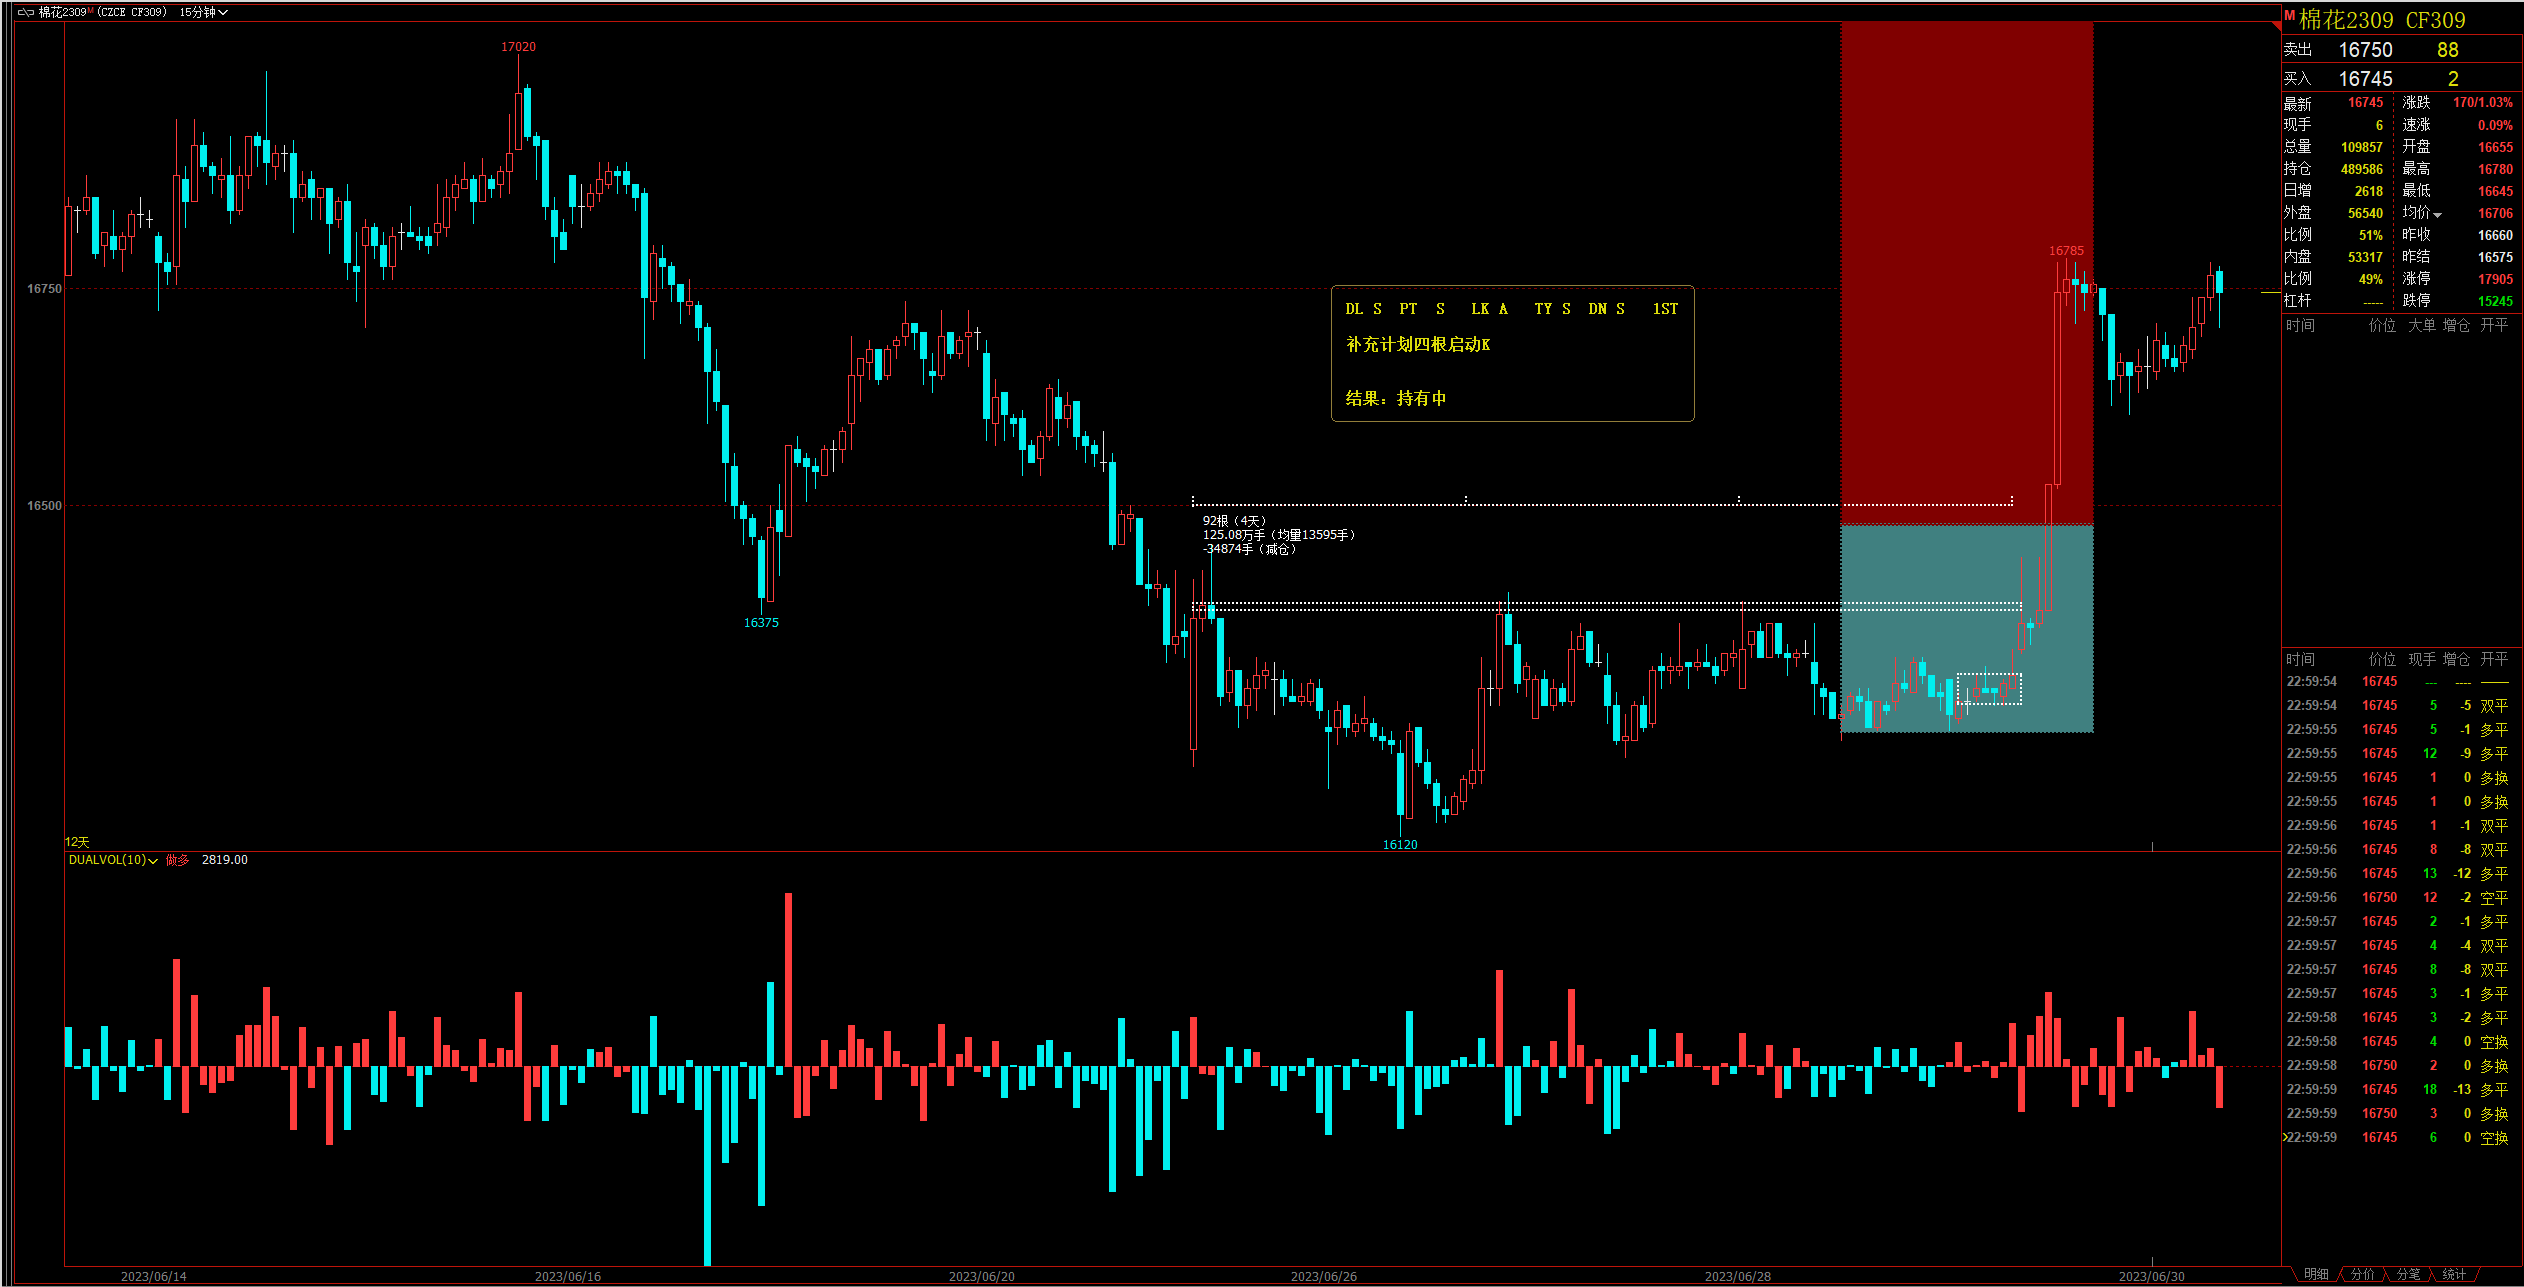 棉花2309M (CZCE CF309) 15分钟
17020
16785
16750
16500
DL S PT S LK A TY S DN S 1ST
补充计划四根启动K
结果：持有中
92根（4天）
125.08万手（均量13595手）
-34874手（减仓）
16375
16120
12天
DUALVOL(10) 做多 2819.00
2023/06/14 2023/06/16 2023/06/20 2023/06/26 2023/06/28 2023/06/30
M 棉花2309 CF309
卖出 16750 88
买入 16745 2
最新 16745 涨跌 170/1.03%
现手 6 速涨 0.09%
总量 109857 开盘 16655
持仓 489586 最高 16780
日增 2618 最低 16645
外盘 56540 均价 16706
比例 51% 昨收 16660
内盘 53317 昨结 16575
比例 49% 涨停 17905
杠杆 ----- 跌停 15245
时间 价位 大单 增仓 开平
时间 价位 现手 增仓 开平
22:59:54 16745 --- ---- ——
22:59:54 16745 5 -5 双平
22:59:55 16745 5 -1 多平
22:59:55 16745 12 -9 多平
22:59:55 16745 1 0 多换
22:59:55 16745 1 0 多换
22:59:56 16745 1 -1 双平
22:59:56 16745 8 -8 双平
22:59:56 16745 13 -12 多平
22:59:56 16750 12 -2 空平
22:59:57 16745 2 -1 多平
22:59:57 16745 4 -4 双平
22:59:57 16745 8 -8 双平
22:59:57 16745 3 -1 多平
22:59:58 16745 3 -2 多平
22:59:58 16745 4 0 空换
22:59:58 16750 2 0 多换
22:59:59 16745 18 -13 多平
22:59:59 16750 3 0 多换
22:59:59 16745 6 0 空换
明细 分价 分笔 统计